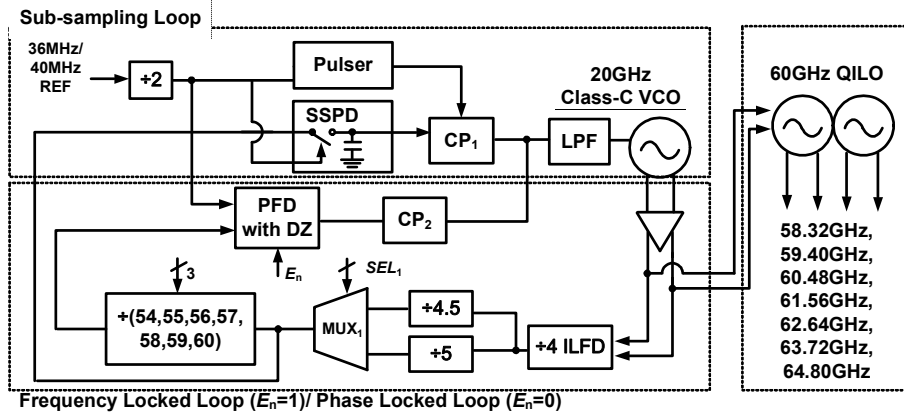 Sub-sampling Loop
36MHz/
40MHz
REF
÷2
Pulser
SSPD
CP1
LPF
20GHz
Class-C VCO
60GHz QILO
PFD
with DZ
CP2
En
3
SEL1
÷(54,55,56,57,
58,59,60)
MUX1
÷4.5
÷5
÷4 ILFD
58.32GHz,
59.40GHz,
60.48GHz,
61.56GHz,
62.64GHz,
63.72GHz,
64.80GHz
Frequency Locked Loop (En=1)/ Phase Locked Loop (En=0)